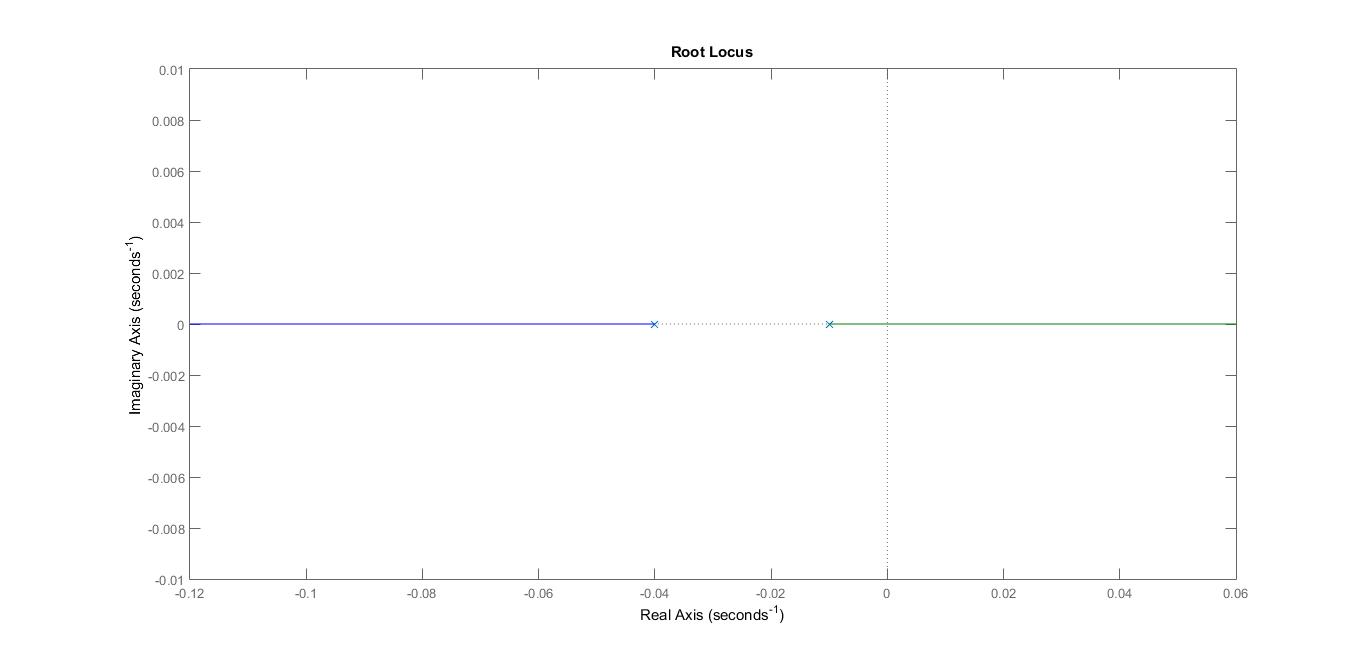 Root Locus
0.01
0.008
0.006
0.004
0.002
0
-0.002
-0.004
-0.006
-0.008
-0.01
Imaginary Axis (seconds⁻¹)
-0.12 -0.1 -0.08 -0.06 -0.04 -0.02 0 0.02 0.04 0.06
Real Axis (seconds⁻¹)